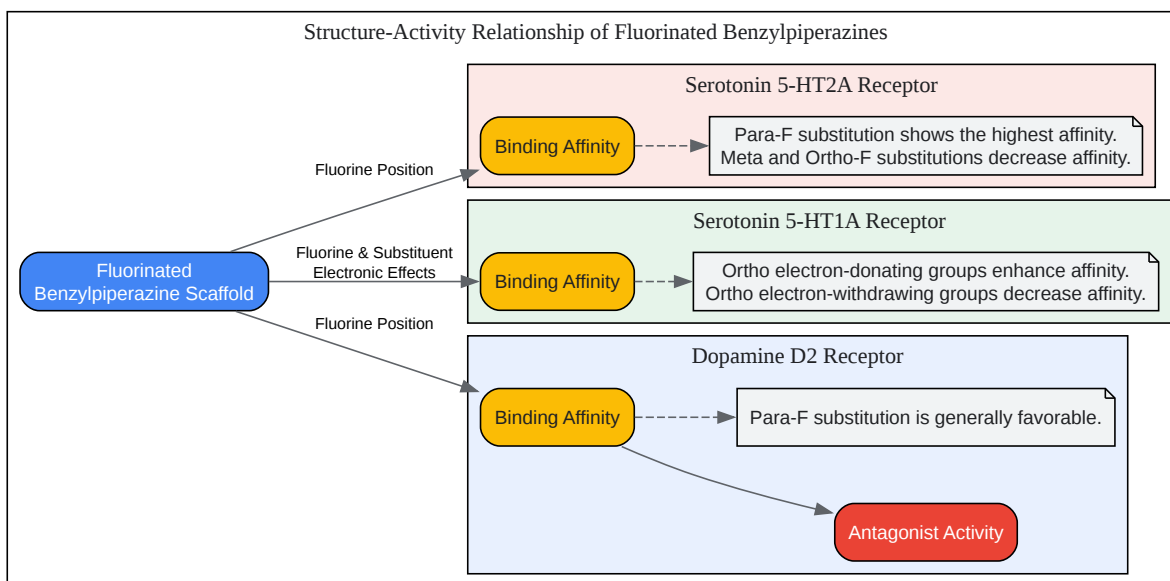 Structure-Activity Relationship of Fluorinated Benzylpiperazines
Serotonin 5-HT2A Receptor
Binding Affinity
Para-F substitution shows the highest affinity.
Meta and Ortho-F substitutions decrease affinity.
Fluorine Position
Serotonin 5-HT1A Receptor
Fluorine & Substituent
Electronic Effects
Fluorinated
Benzylpiperazine Scaffold
Binding Affinity
Ortho electron-donating groups enhance affinity.
Ortho electron-withdrawing groups decrease affinity.
Fluorine Position
Dopamine D2 Receptor
Binding Affinity
Para-F substitution is generally favorable.
Antagonist Activity